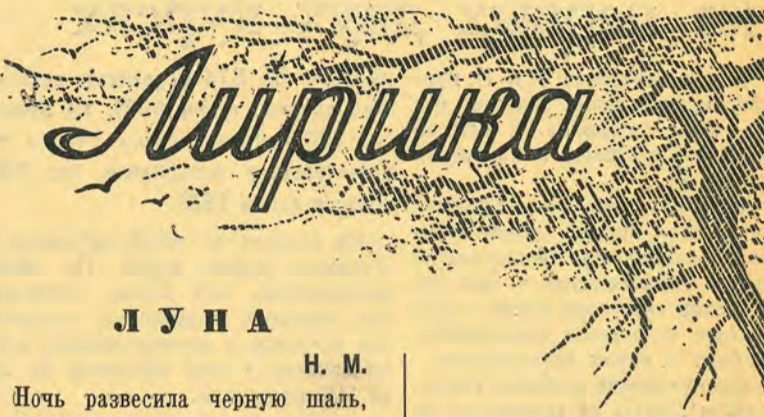 Лирика
ЛУНА
Н. М.
Ночь развесила черную шаль,